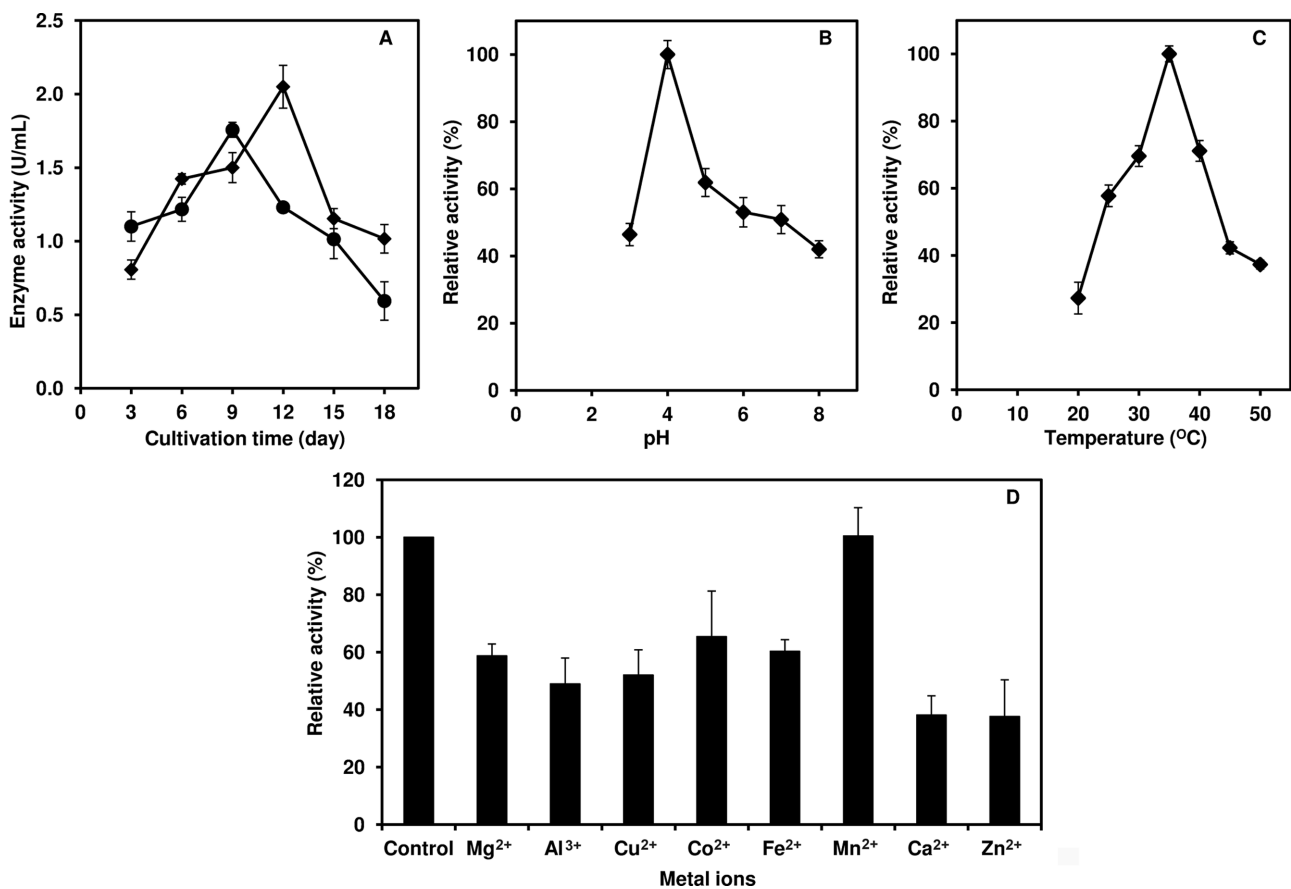 A
Enzyme activity (U/mL)
2.5
2.0
1.5
1.0
0.5
0.0
0 3 6 9 12 15 18
Cultivation time (day)
B
Relative activity (%)
100
80
60
40
20
0
0 2 4 6 8
pH
C
Relative activity (%)
100
80
60
40
20
0
0 10 20 30 40 50
Temperature (ᴼC)
D
Relative activity (%)
120
100
80
60
40
20
0
Control Mg²⁺ Al³⁺ Cu²⁺ Co²⁺ Fe²⁺ Mn²⁺ Ca²⁺ Zn²⁺
Metal ions